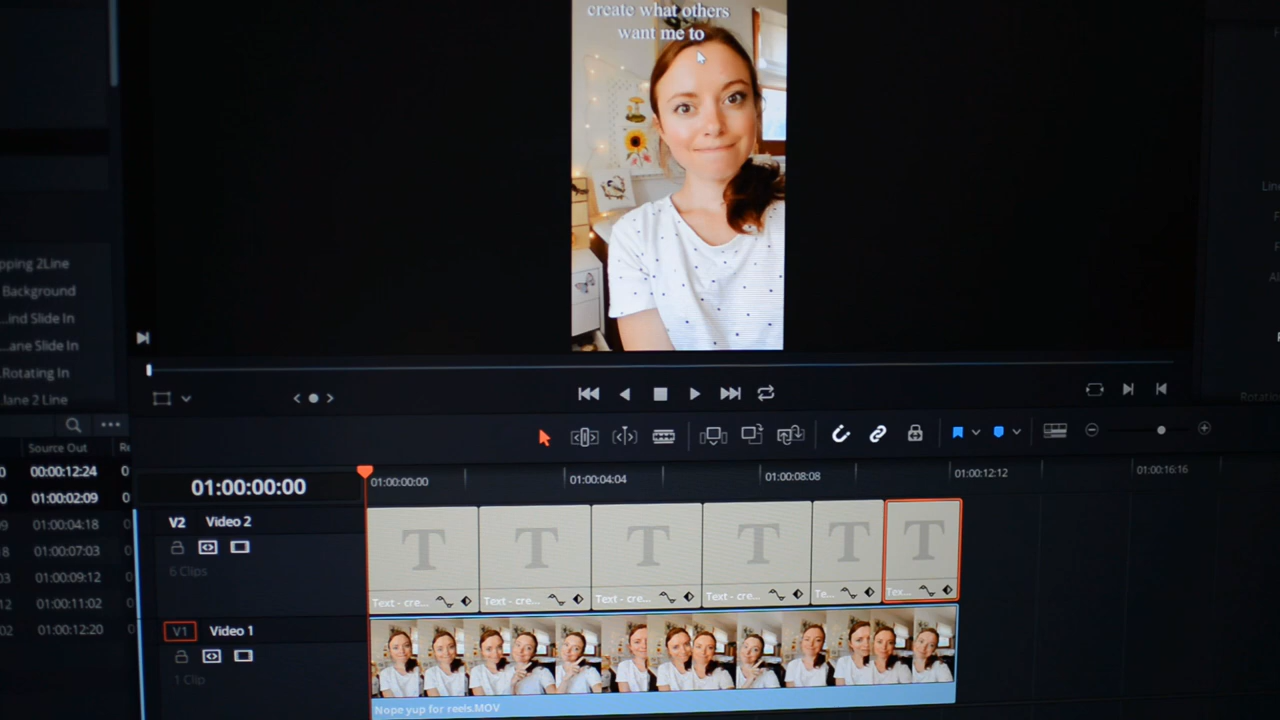 create what others
want me to
pping 2Line
Background
...ind Slide In
...ane Slide In
.Rotating In
.lane 2 Line
Source Out
00:00:12:24
01:00:02:09
01:00:04:18
01:00:07:03
01:00:09:12
01:00:11:02
01:00:12:20
01:00:00:00
01:00:00:00
01:00:04:04
01:00:08:08
01:00:12:12
01:00:16:16
V2 Video 2
6 Clips
T T T T T T
Text - cre... Text - cre... Text - cre... Text - cre... Te... Tex...
V1 Video 1
1 Clip
Nope yup for reels.MOV